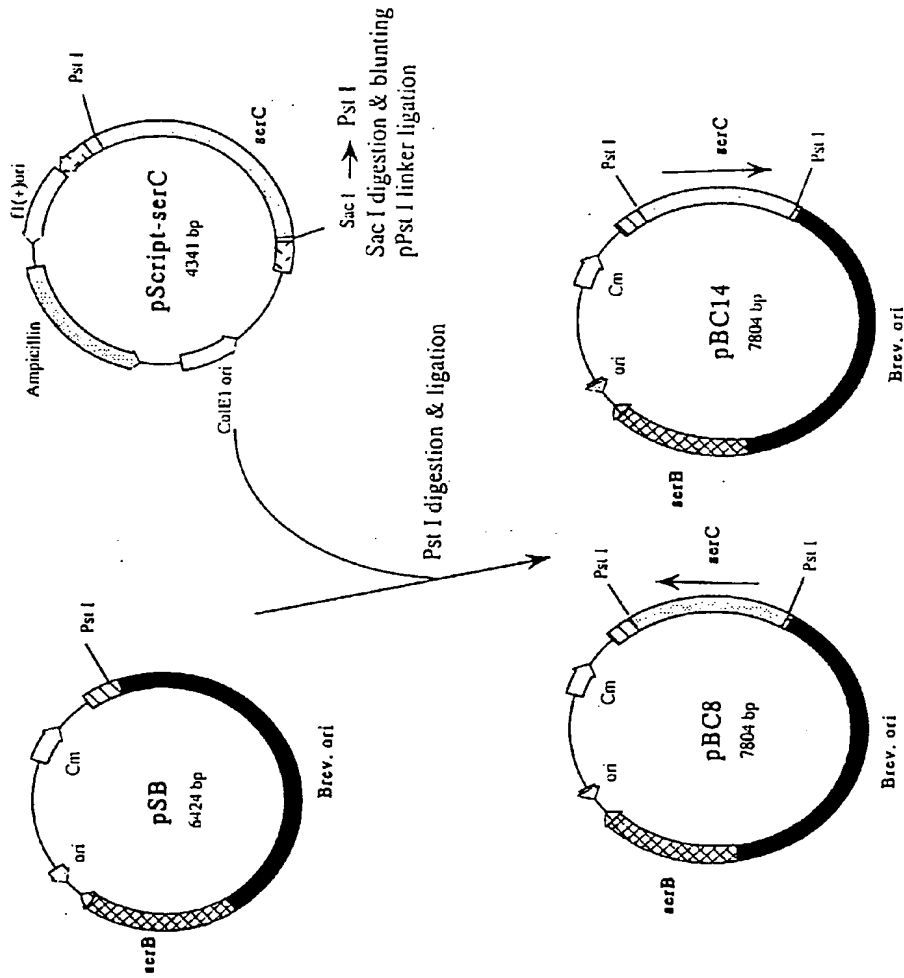 pSB
6424 bp
ori
Cm
Pst I
serB
Brev. ori
pScript-serC
4341 bp
Ampicillin
f1(+)ori
Pst I
serC
Sac I
ColE1 ori
Sac I → Pst I
Sac I digestion & blunting
pPst I linker ligation
Pst I digestion & ligation
pBC8
7804 bp
ori
Cm
Pst I
serC
Pst I
serB
Brev. ori
pBC14
7804 bp
ori
Cm
Pst I
serC
Pst I
serB
Brev. ori